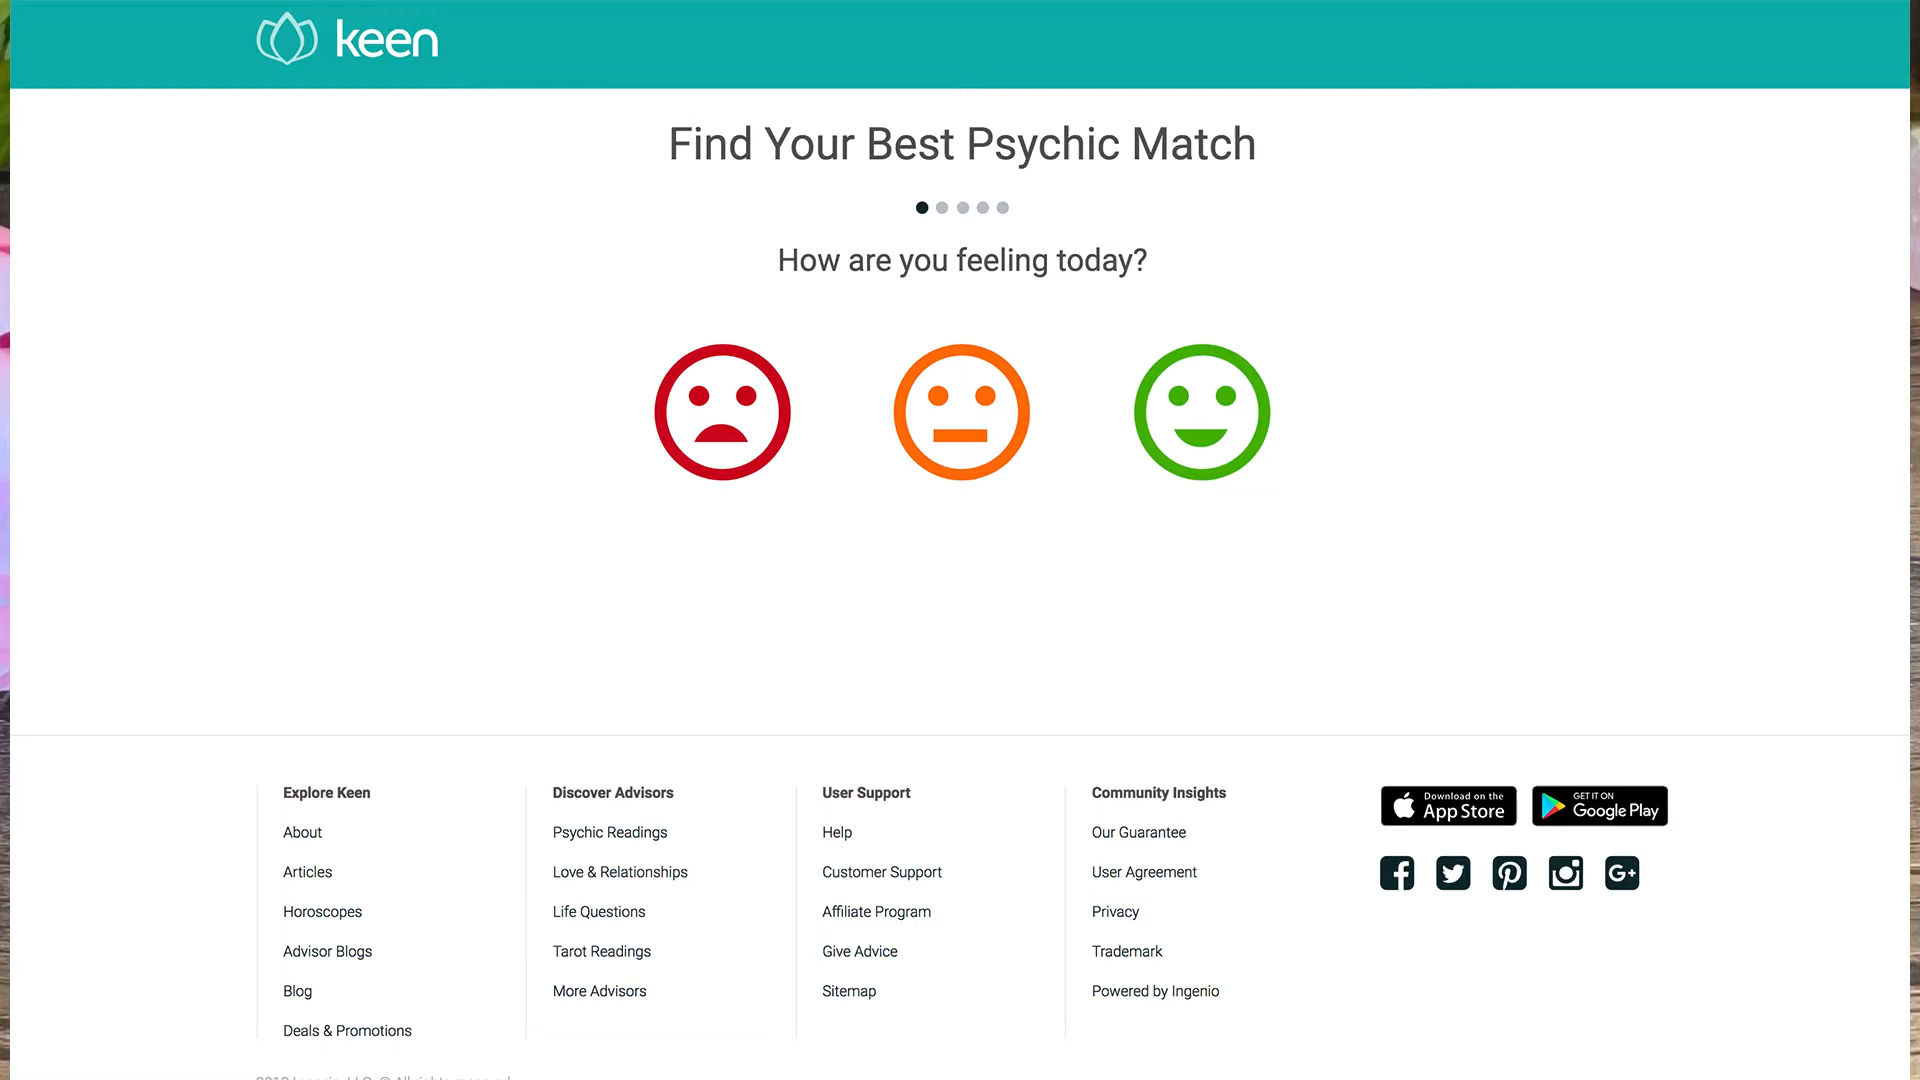 keen
Find Your Best Psychic Match
How are you feeling today?
Explore Keen
About
Articles
Horoscopes
Advisor Blogs
Blog
Deals & Promotions
Discover Advisors
Psychic Readings
Love & Relationships
Life Questions
Tarot Readings
More Advisors
User Support
Help
Customer Support
Affiliate Program
Give Advice
Sitemap
Community Insights
Our Guarantee
User Agreement
Privacy
Trademark
Powered by Ingenio
Download on the
App Store
GET IT ON
Google Play
G+